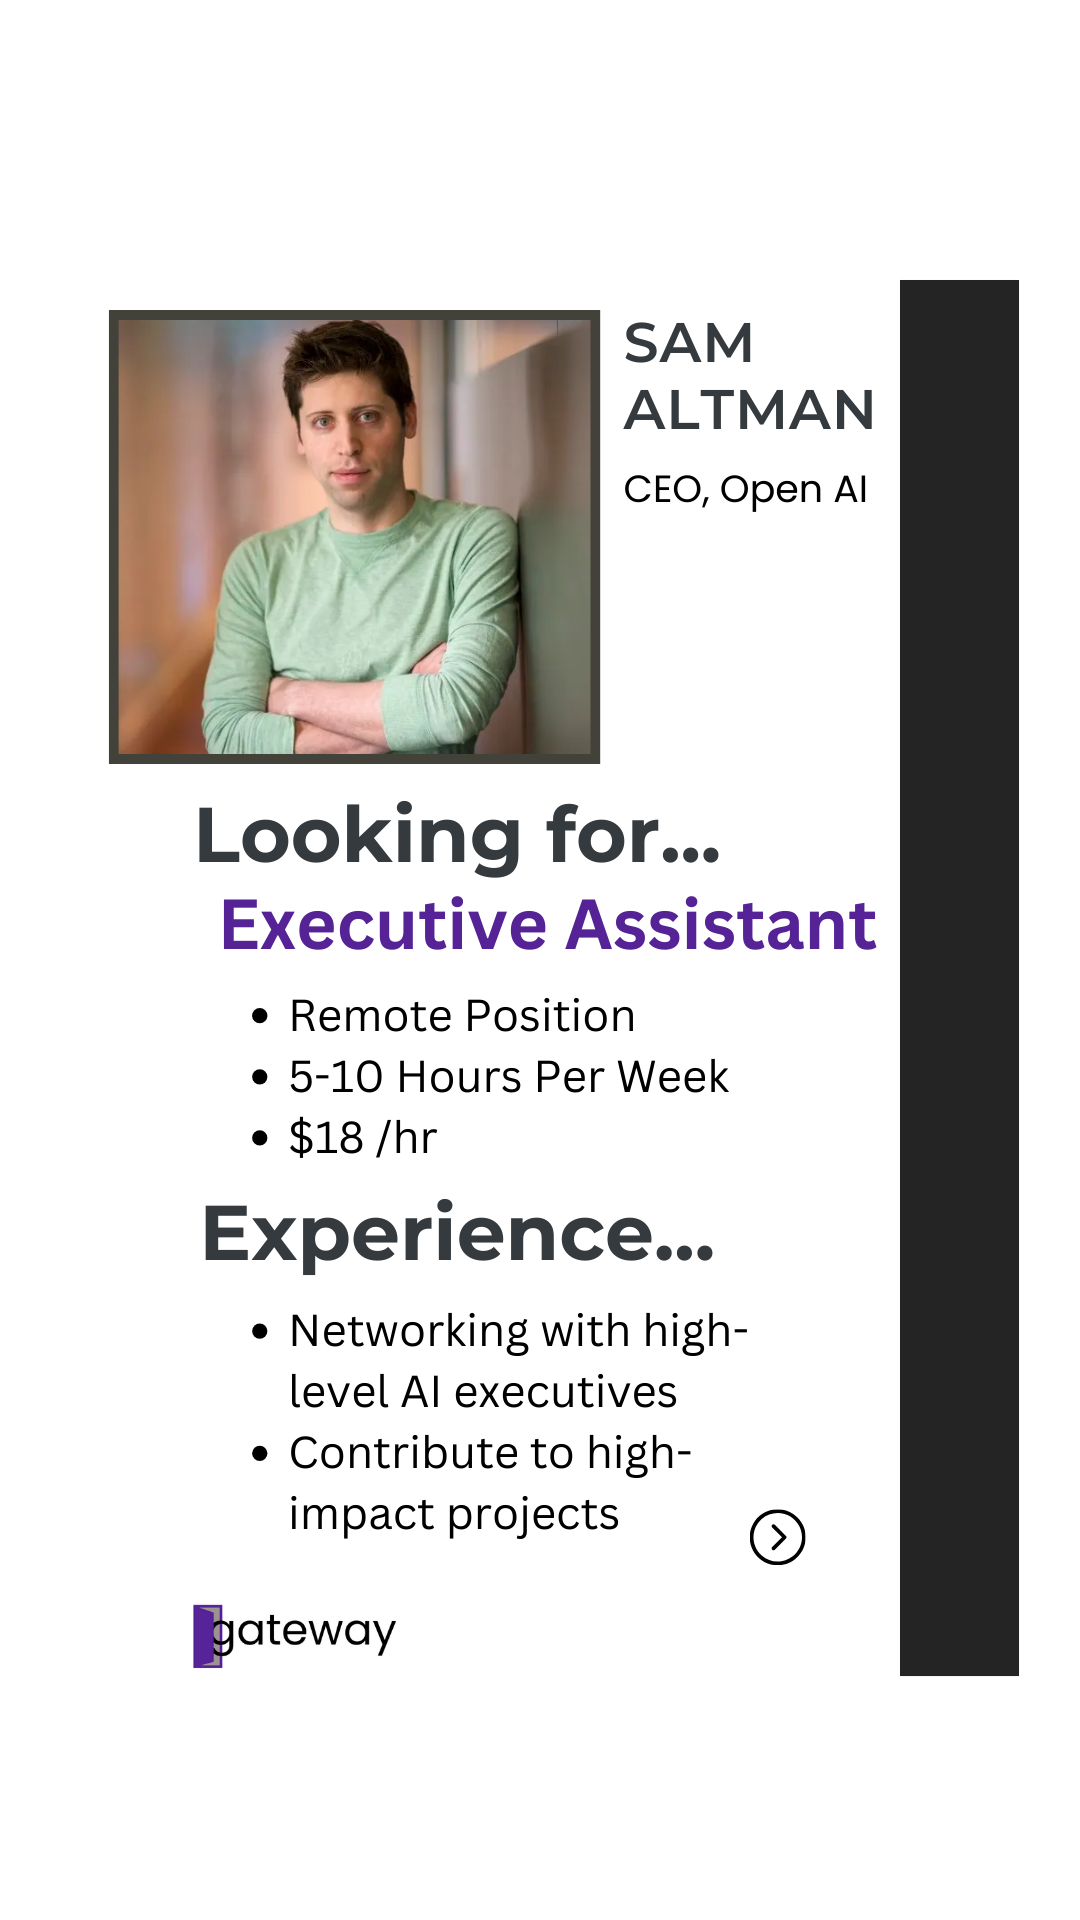 SAM
ALTMAN
CEO, Open AI
Looking for...
Executive Assistant
• Remote Position
• 5-10 Hours Per Week
• $18 /hr
Experience...
• Networking with high-
level AI executives
• Contribute to high-
impact projects
gateway